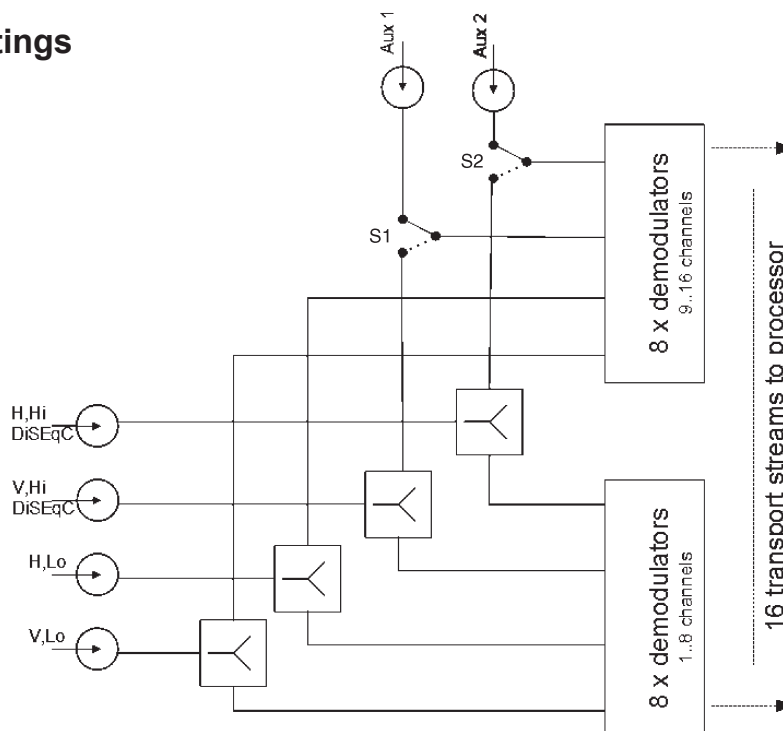 tings
Aux 1
Aux 2
S2
S1
8 x demodulators
9..16 channels
H,Hi
DiSEqC
V,Hi
DiSEqC
H,Lo
V,Lo
8 x demodulators
1..8 channels
16 transport streams to processor